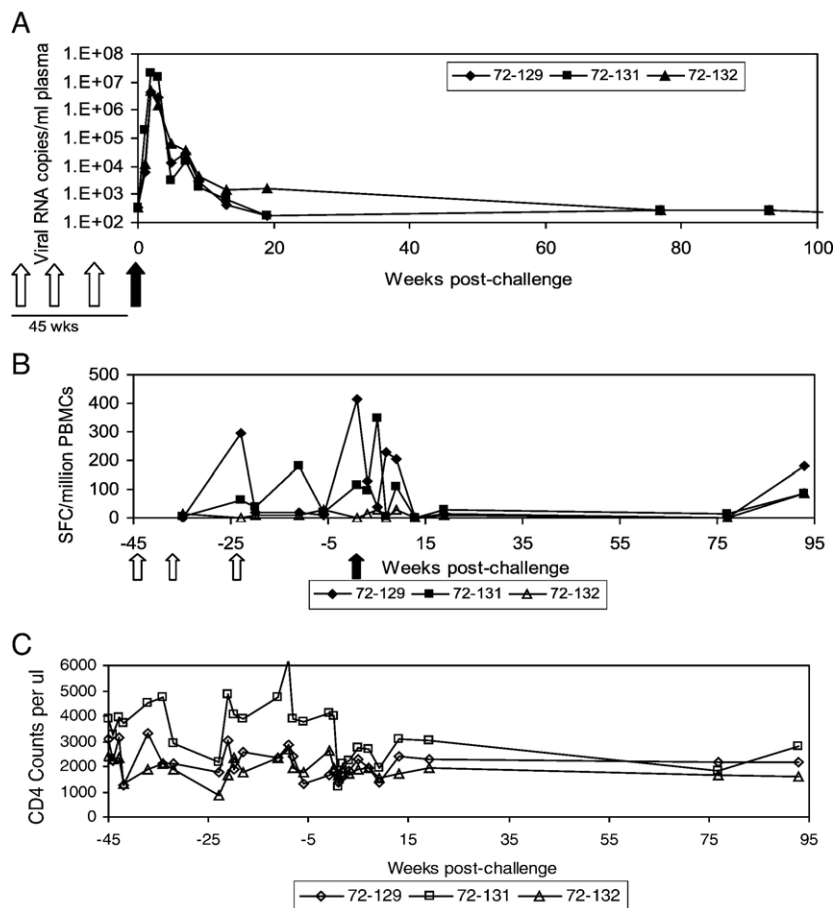 A
Viral RNA copies/ml plasma
1.E+08
1.E+07
1.E+06
1.E+05
1.E+04
1.E+03
1.E+02
72-129 72-131 72-132
0 20 40 60 80 100
Weeks post-challenge
45 wks
B
SFC/million PBMCs
500
400
300
200
100
0
-45 -25 -5 15 35 55 75 95
Weeks post-challenge
72-129 72-131 72-132
C
CD4 Counts per ul
6000
5000
4000
3000
2000
1000
0
-45 -25 -5 15 35 55 75 95
Weeks post-challenge
72-129 72-131 72-132